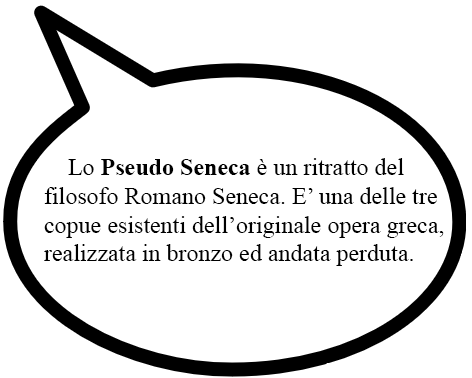 Lo Pseudo Seneca è un ritratto del
filosofo Romano Seneca. E’ una delle tre
copue esistenti dell’originale opera greca,
realizzata in bronzo ed andata perduta.